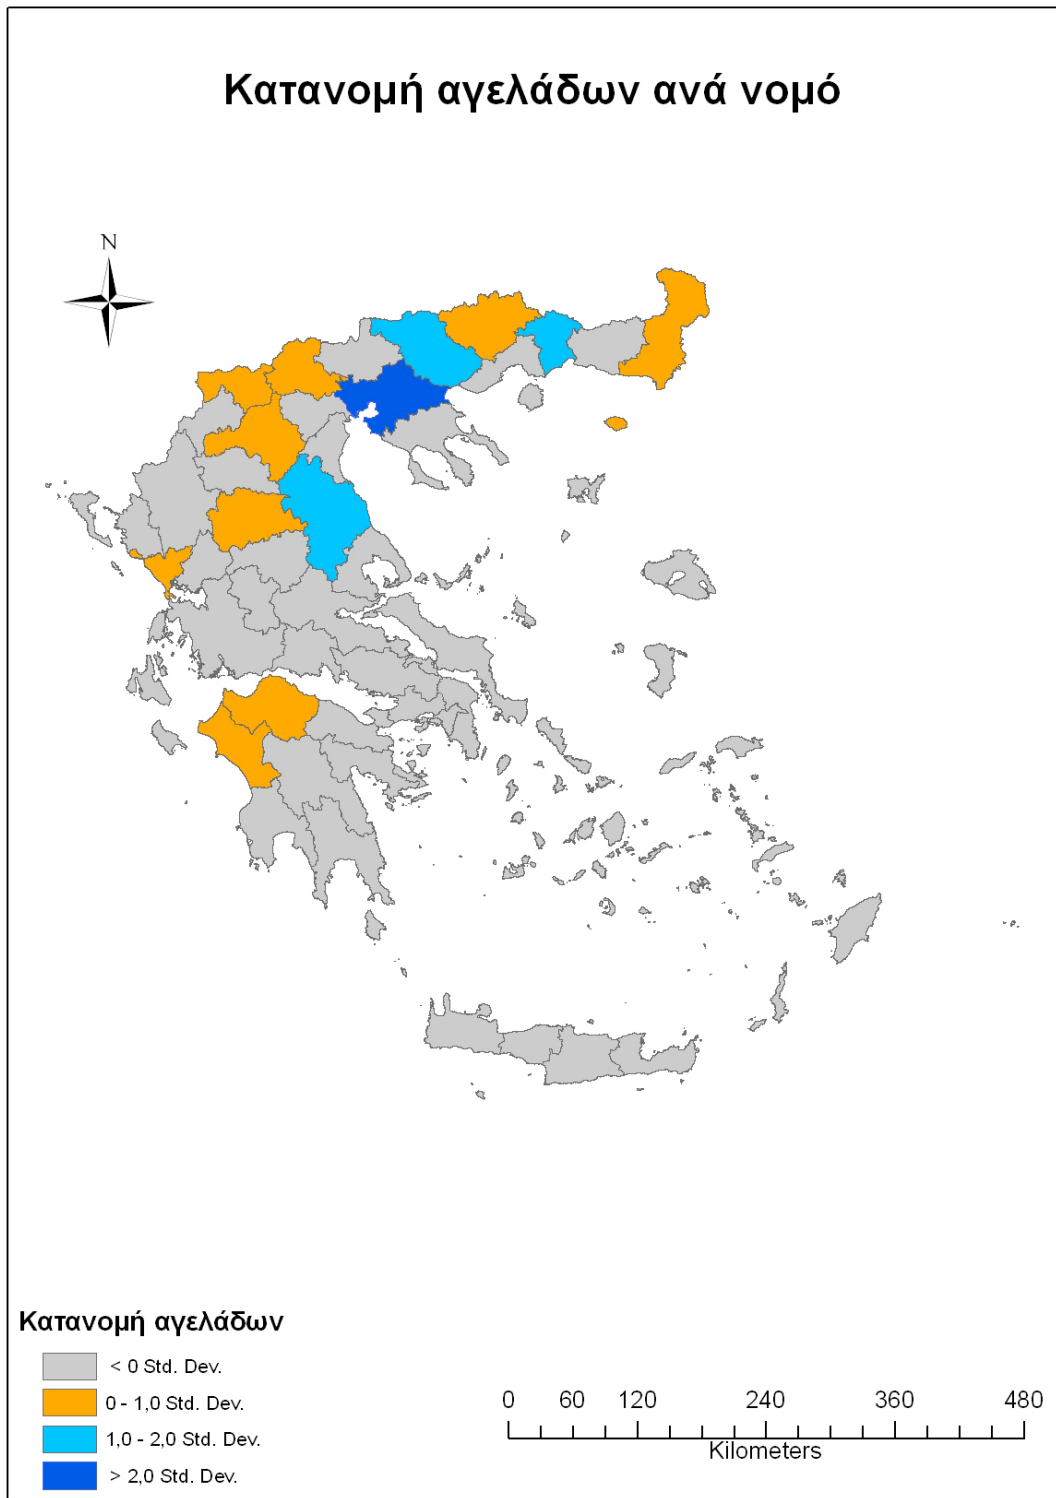 Κατανομή αγελάδων ανά νομό
N
Κατανομή αγελάδων
< 0 Std. Dev.
0 - 1,0 Std. Dev.
1,0 - 2,0 Std. Dev.
> 2,0 Std. Dev.
0 60 120 240 360 480
Kilometers